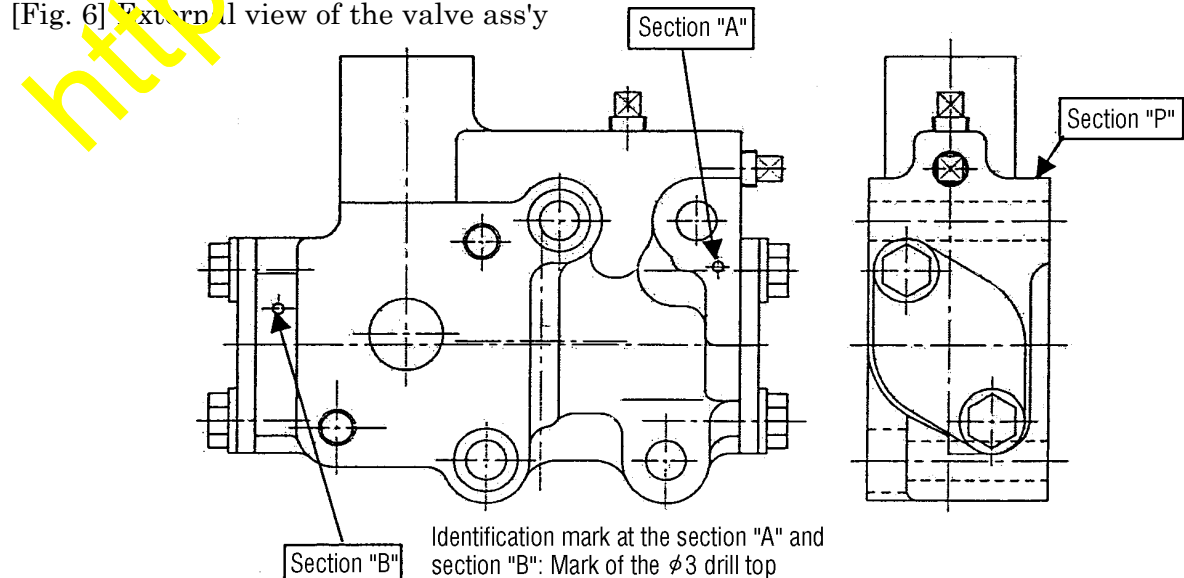 [Fig. 6] External view of the valve ass'y
Section "A"
Section "P"
Section "B"
Identification mark at the section "A" and
section "B": Mark of the ϕ3 drill top
http